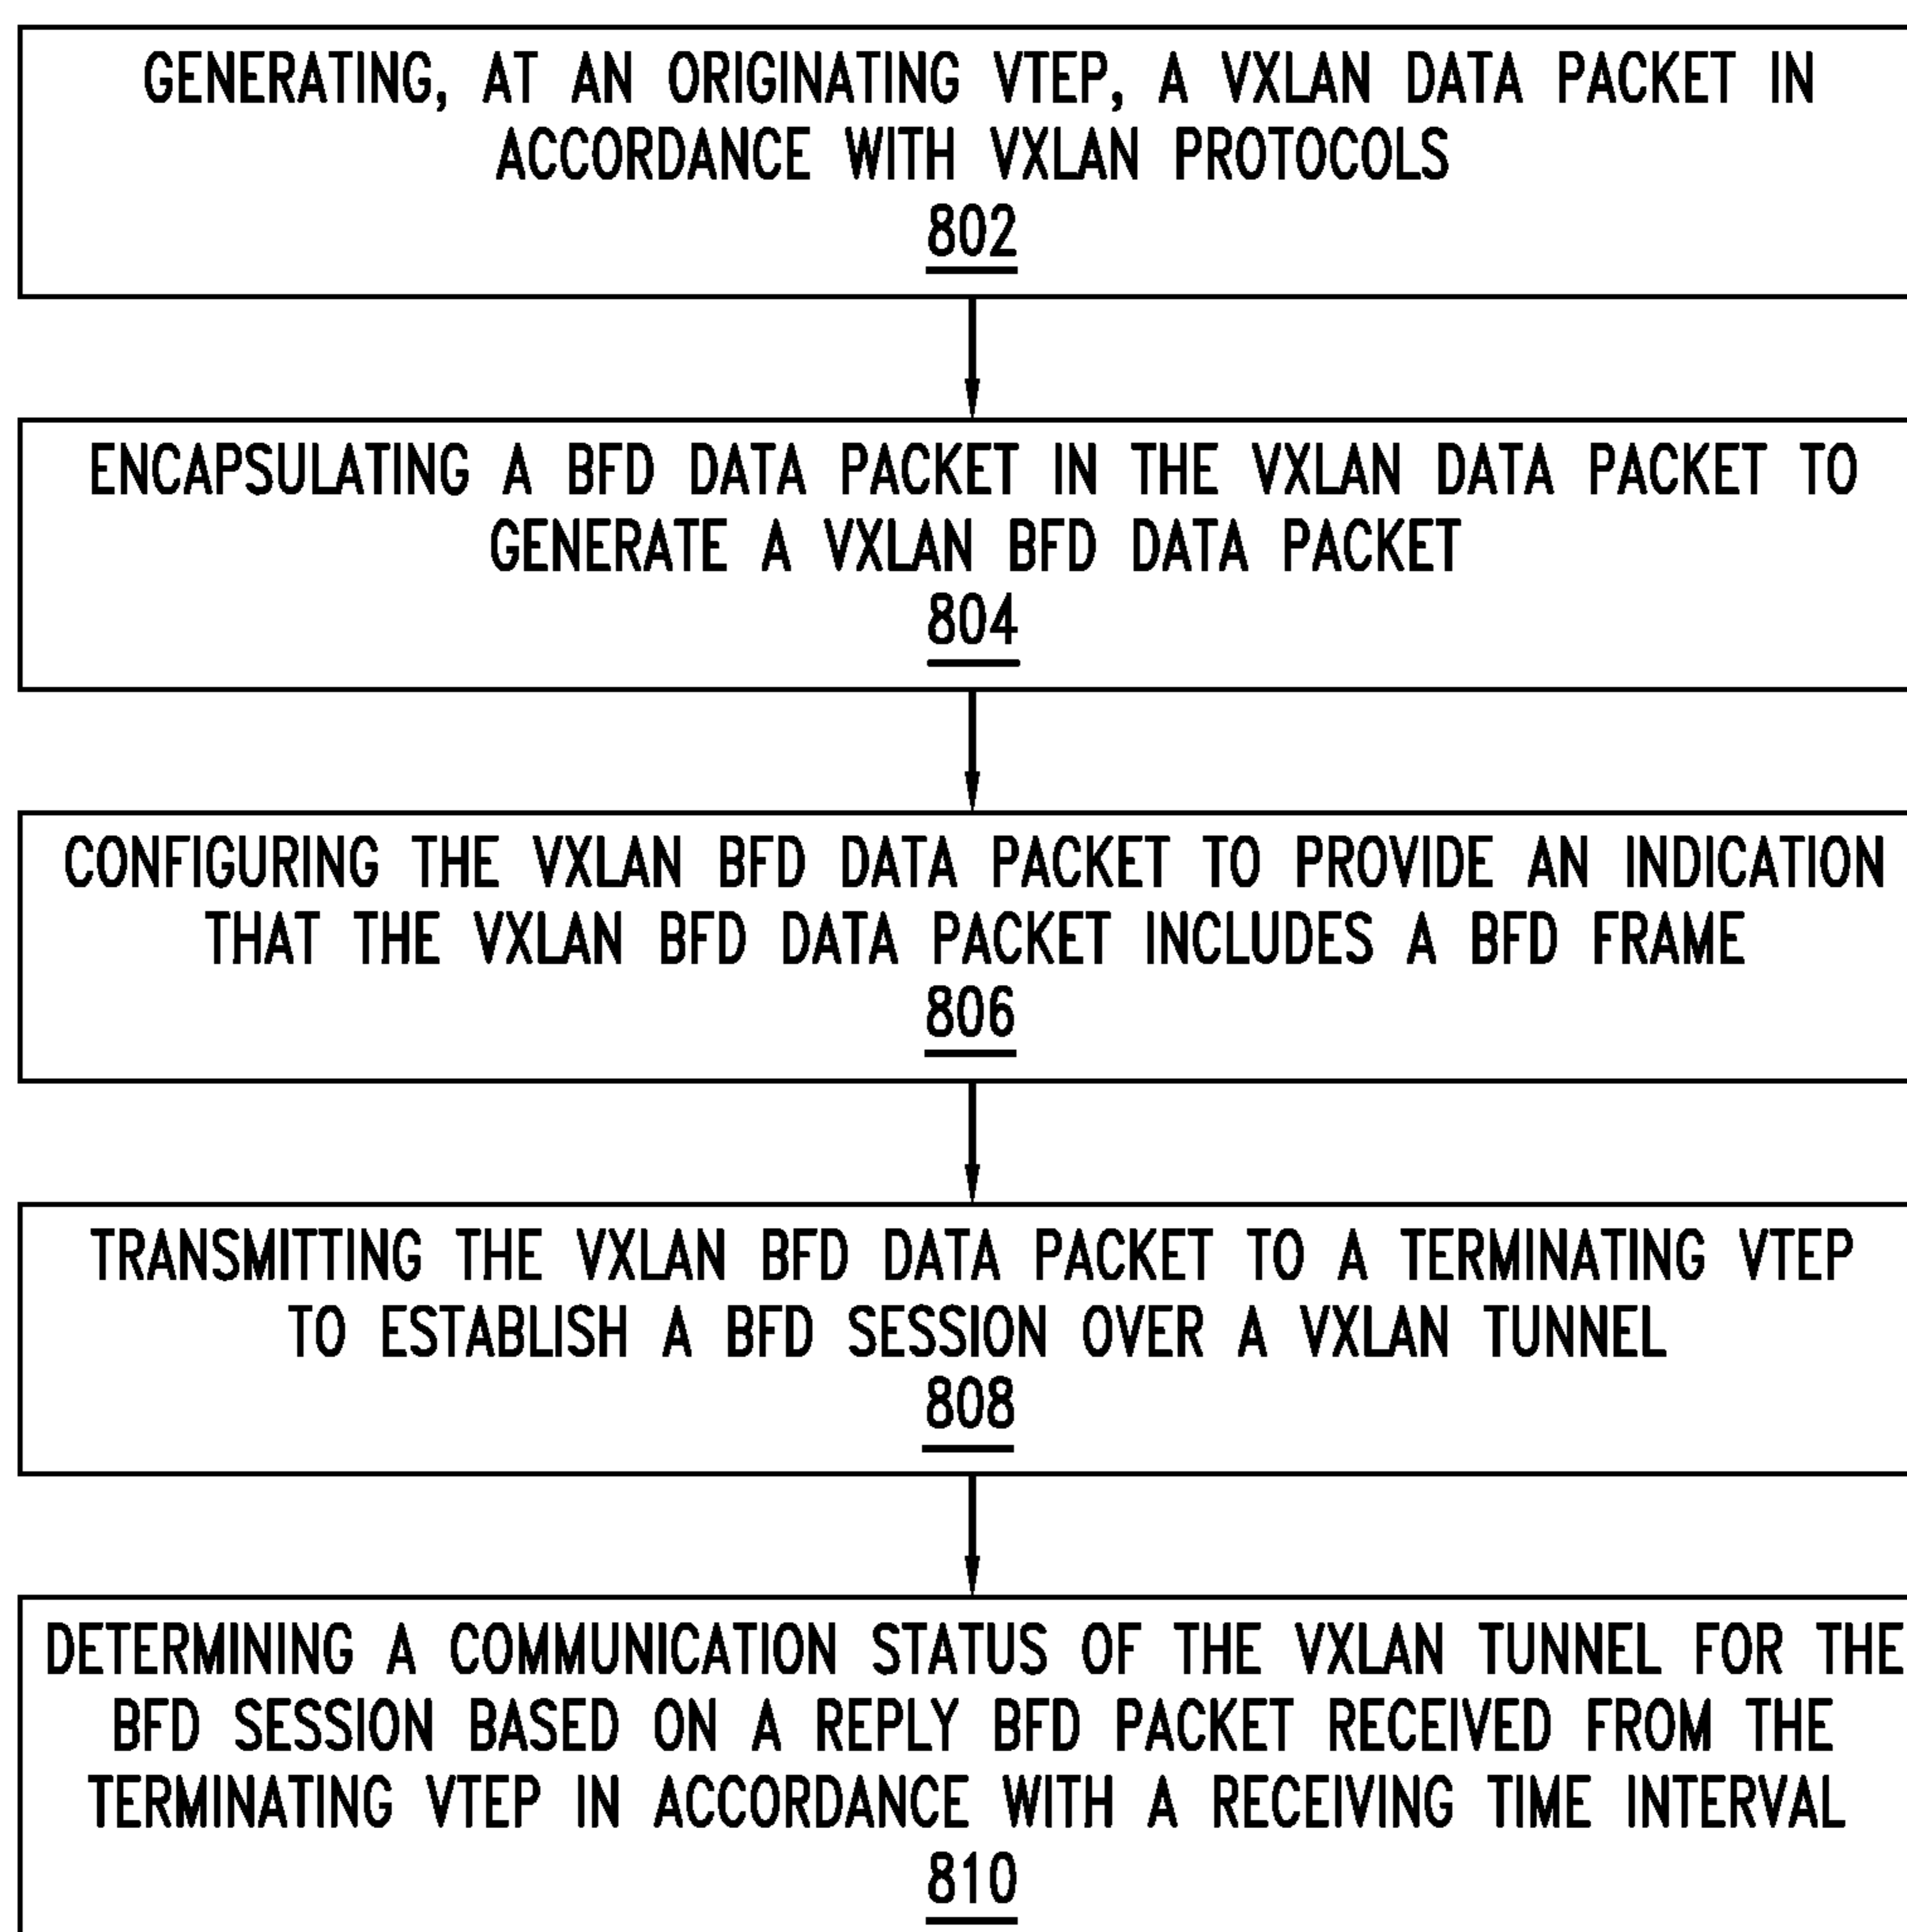 GENERATING, AT AN ORIGINATING VTEP, A VXLAN DATA PACKET IN
ACCORDANCE WITH VXLAN PROTOCOLS
802
ENCAPSULATING A BFD DATA PACKET IN THE VXLAN DATA PACKET TO
GENERATE A VXLAN BFD DATA PACKET
804
CONFIGURING THE VXLAN BFD DATA PACKET TO PROVIDE AN INDICATION
THAT THE VXLAN BFD DATA PACKET INCLUDES A BFD FRAME
806
TRANSMITTING THE VXLAN BFD DATA PACKET TO A TERMINATING VTEP
TO ESTABLISH A BFD SESSION OVER A VXLAN TUNNEL
808
DETERMINING A COMMUNICATION STATUS OF THE VXLAN TUNNEL FOR THE
BFD SESSION BASED ON A REPLY BFD PACKET RECEIVED FROM THE
TERMINATING VTEP IN ACCORDANCE WITH A RECEIVING TIME INTERVAL
810